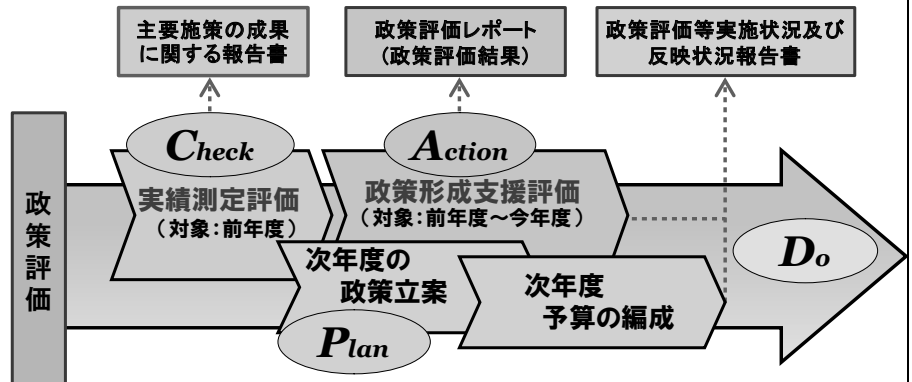 主要施策の成果
に関する報告書
政策評価レポート
(政策評価結果)
政策評価等実施状況及び
反映状況報告書
政策評価
Check
実績測定評価
(対象:前年度)
Action
政策形成支援評価
(対象:前年度~今年度)
Do
次年度の
政策立案
Plan
次年度
予算の編成